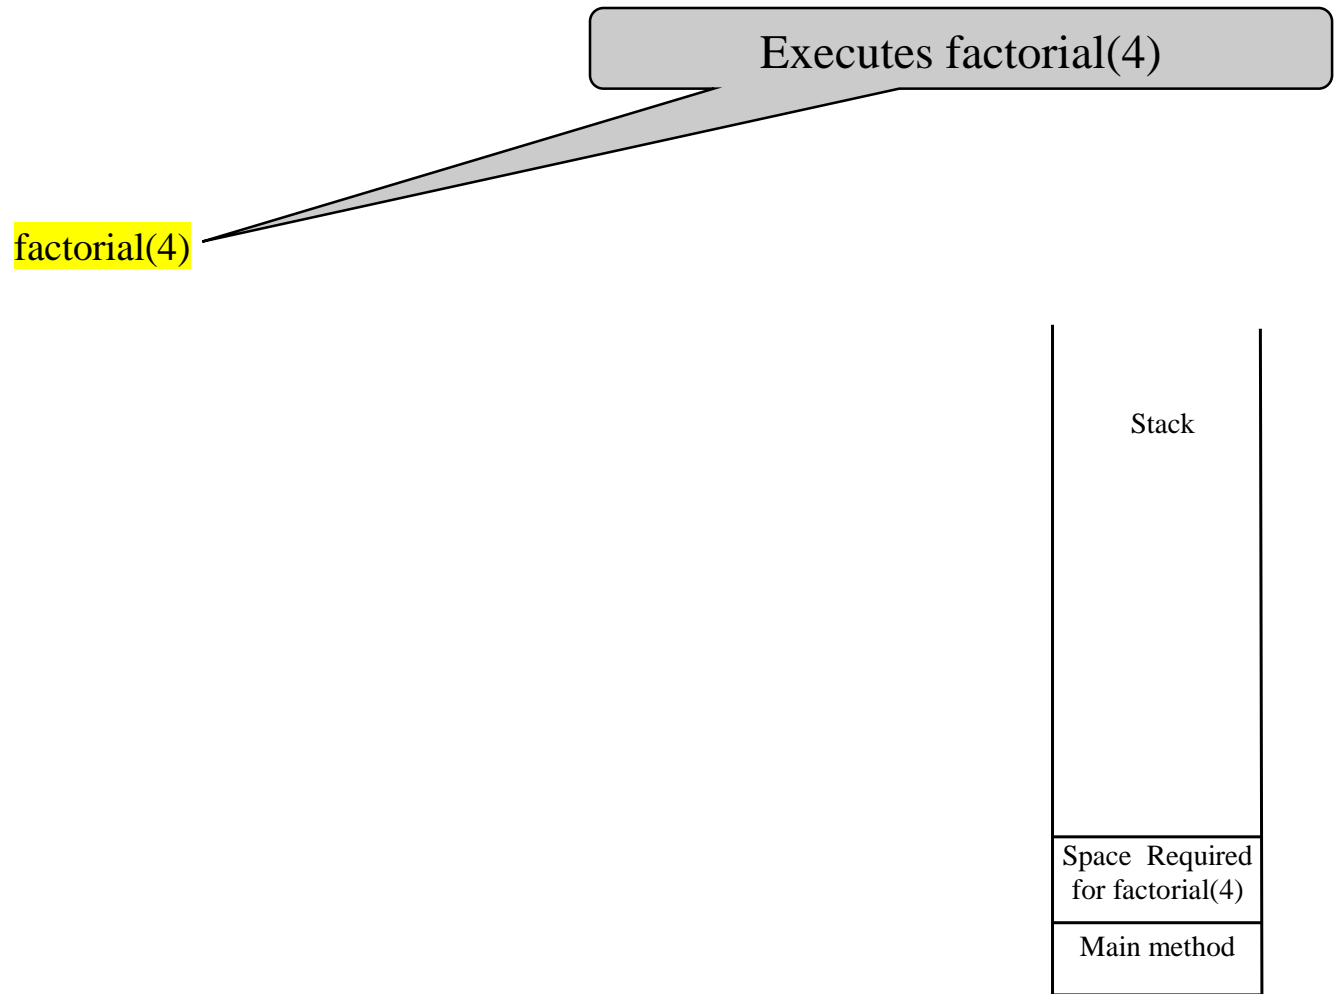 Executes factorial(4)
factorial(4)
Stack
Space Required
for factorial(4)
Main method